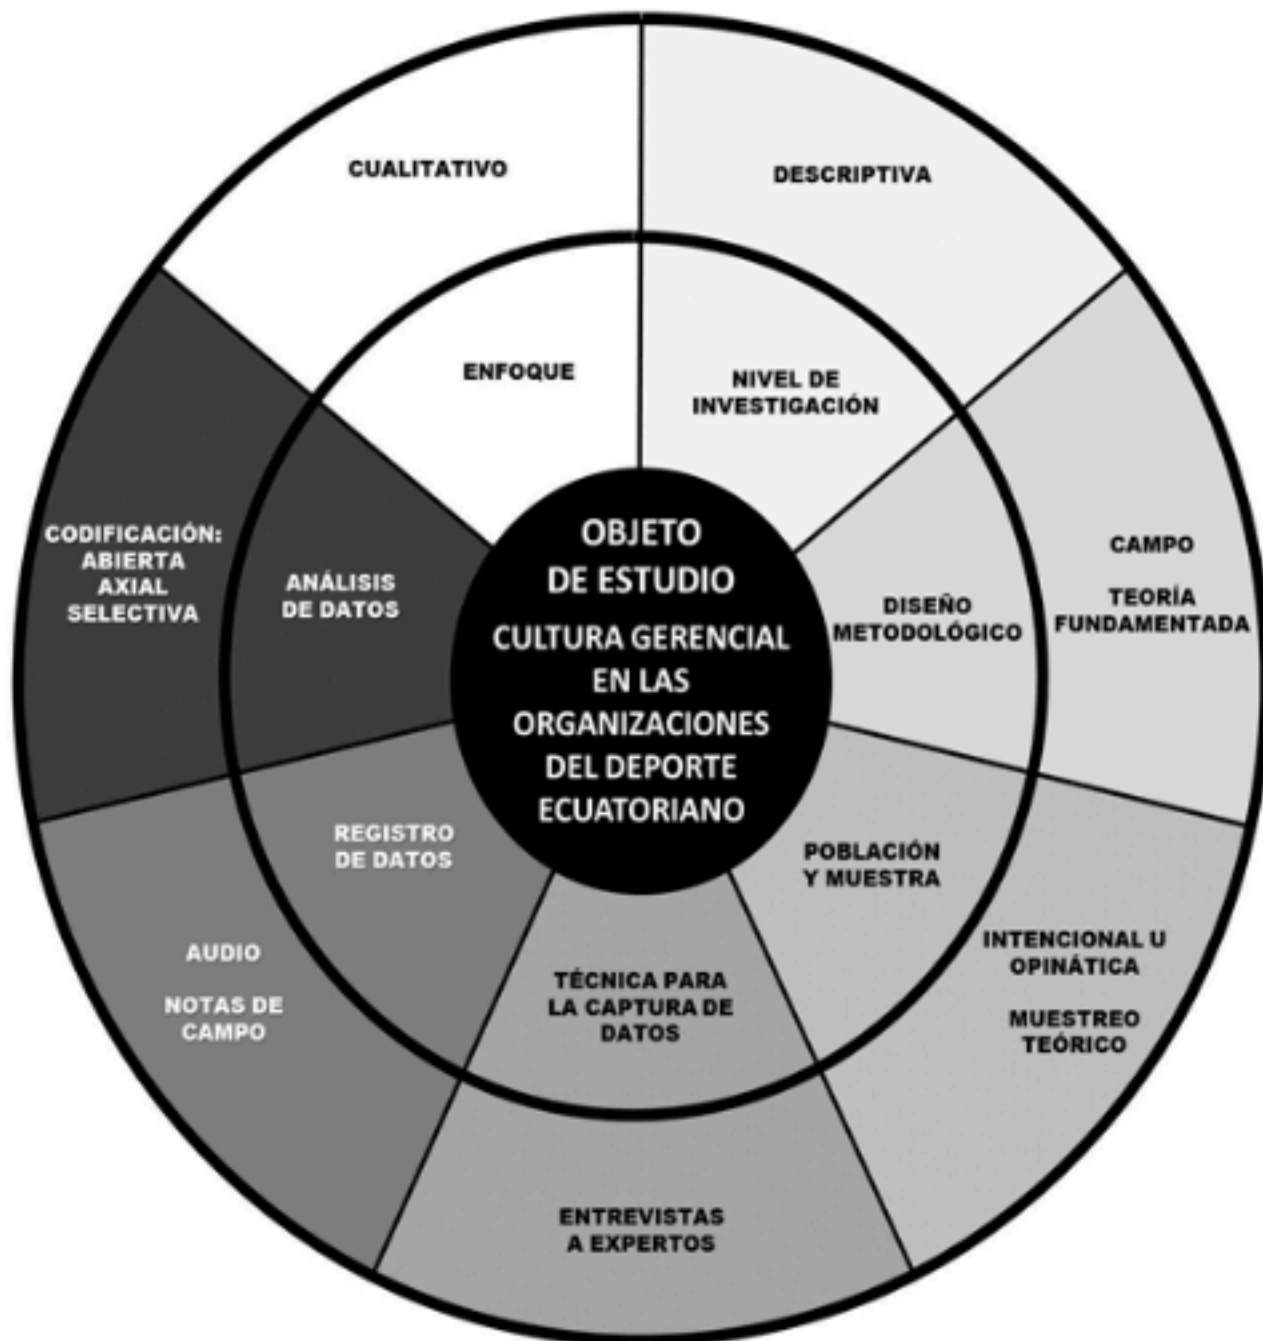 CUALITATIVO
DESCRIPTIVA
ENFOQUE
NIVEL DE
INVESTIGACIÓN
CODIFICACIÓN:
ABIERTA
AXIAL
SELECTIVA
ANÁLISIS
DE DATOS
OBJETO
DE ESTUDIO
CULTURA GERENCIAL
EN LAS
ORGANIZACIONES
DEL DEPORTE
ECUATORIANO
DISEÑO
METODOLÓGICO
CAMPO
TEORÍA
FUNDAMENTADA
REGISTRO
DE DATOS
POBLACIÓN
Y MUESTRA
AUDIO
NOTAS DE
CAMPO
TÉCNICA PARA
LA CAPTURA DE
DATOS
INTENCIONAL U
OPINÁTICA
MUESTREO
TEÓRICO
ENTREVISTAS
A EXPERTOS